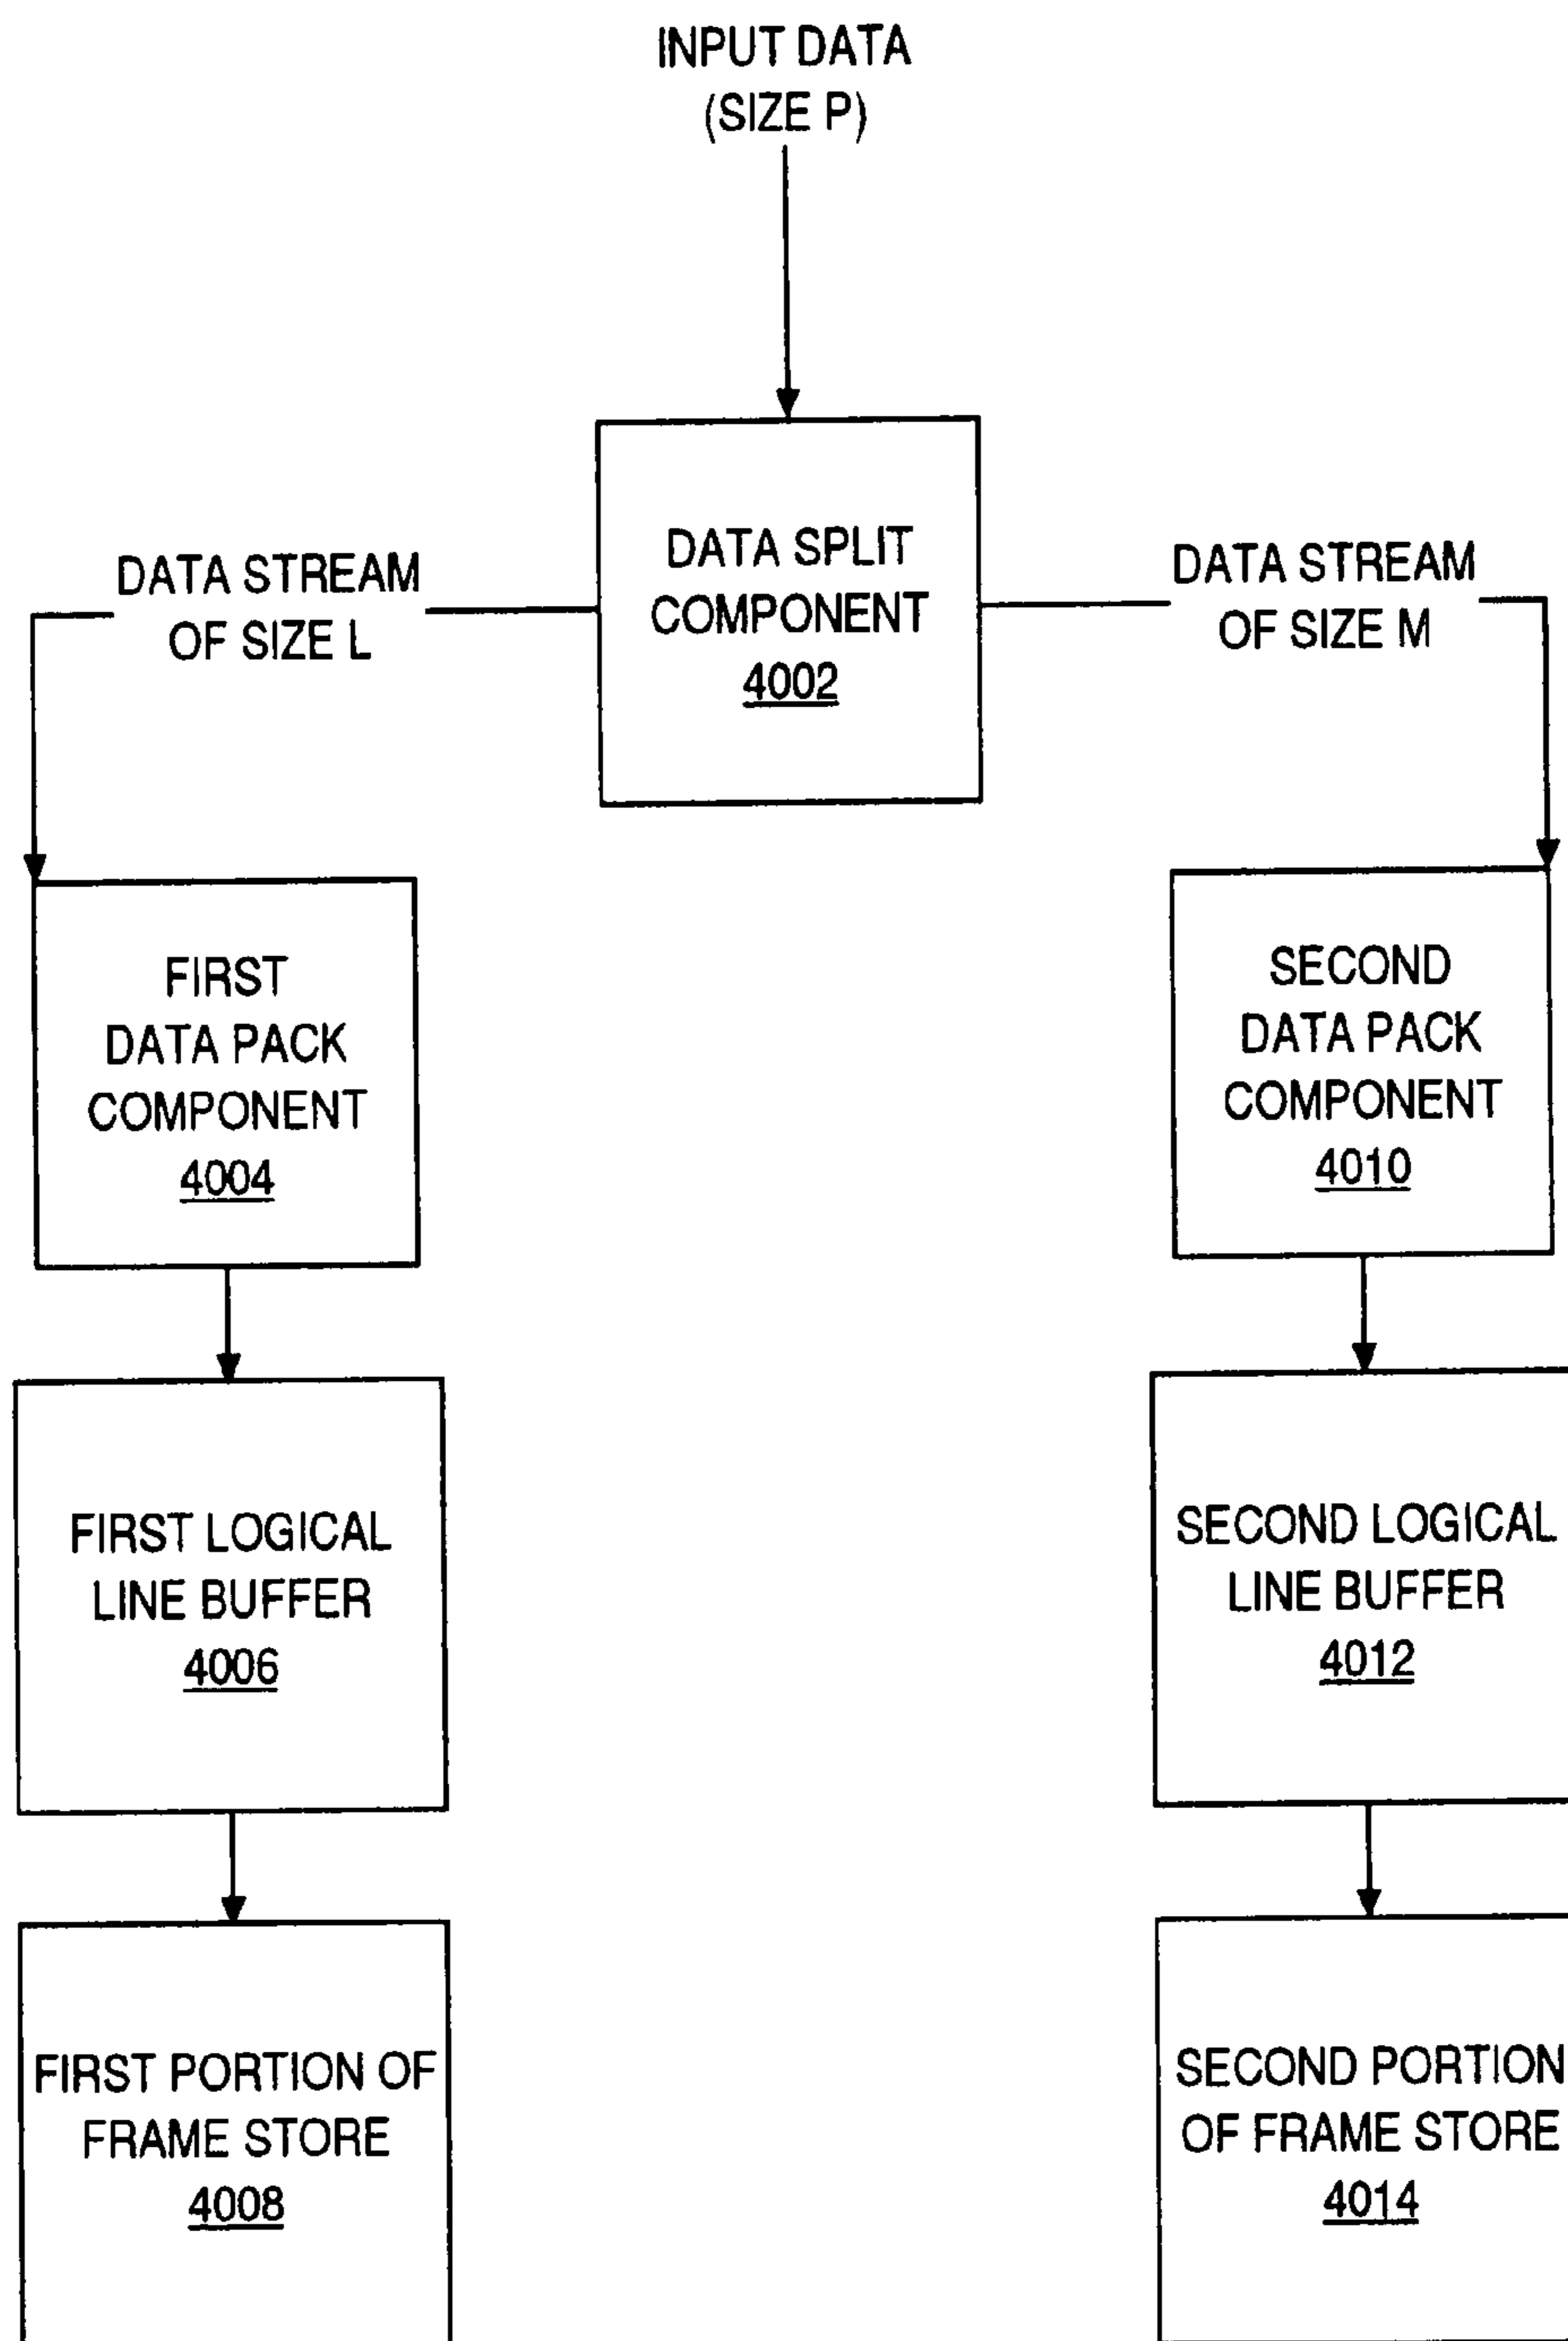 INPUT DATA
(SIZE P)
DATA SPLIT
COMPONENT
4002
DATA STREAM
OF SIZE L
DATA STREAM
OF SIZE M
FIRST
DATA PACK
COMPONENT
4004
SECOND
DATA PACK
COMPONENT
4010
FIRST LOGICAL
LINE BUFFER
4006
SECOND LOGICAL
LINE BUFFER
4012
FIRST PORTION OF
FRAME STORE
4008
SECOND PORTION
OF FRAME STORE
4014